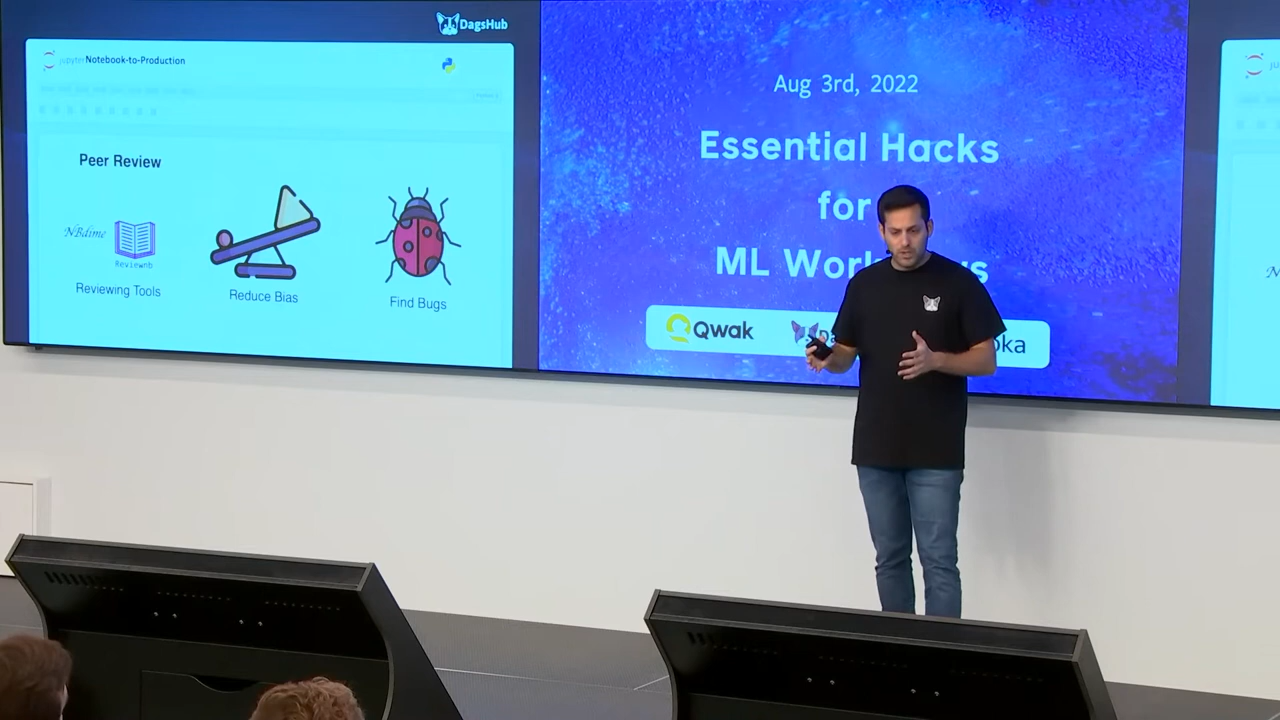 DagsHub
jupyter Notebook-to-Production
Peer Review
NBdime
Reviewnb
Reviewing Tools
Reduce Bias
Find Bugs
Aug 3rd, 2022
Essential Hacks
for
ML Work
Qwak